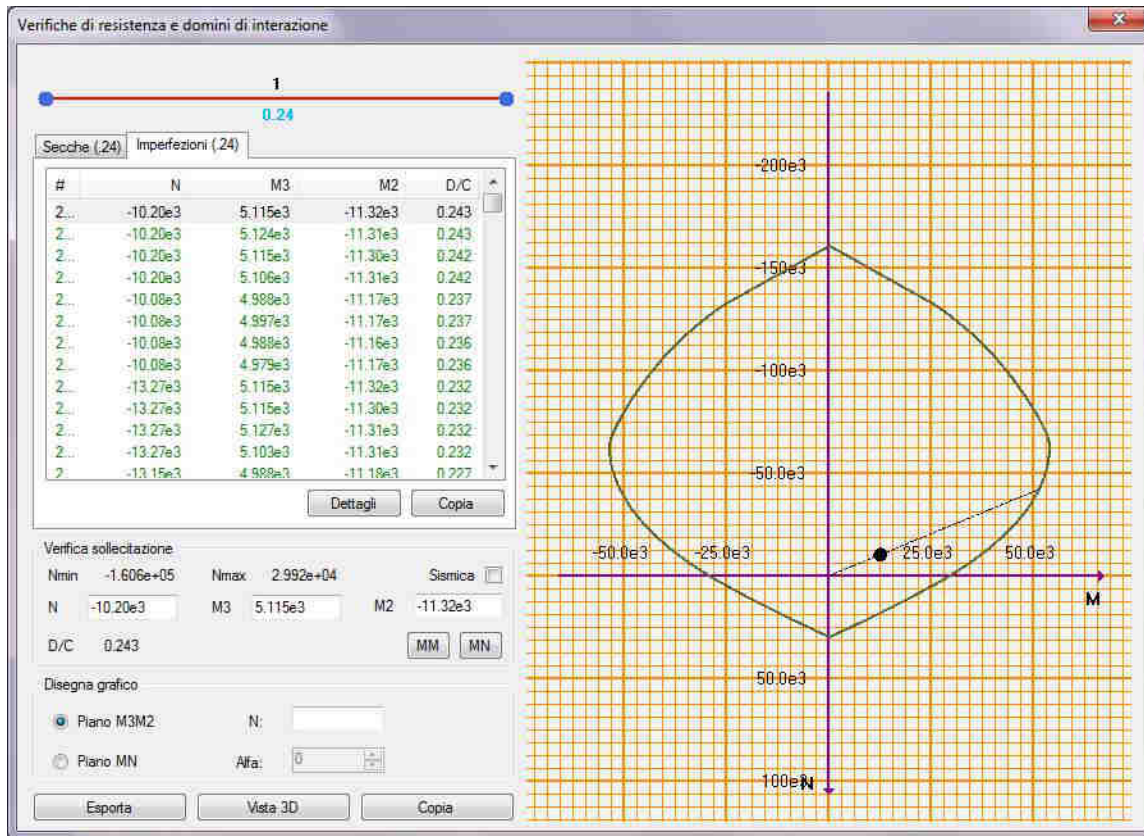 Verifiche di resistenza e domini di interazione
1
0.24
Secche (.24) Imperfezioni (.24)
# N M3 M2 D/C
2... -10.20e3 5.115e3 -11.32e3 0.243
2... -10.20e3 5.124e3 -11.31e3 0.243
2... -10.20e3 5.115e3 -11.30e3 0.242
2... -10.20e3 5.106e3 -11.31e3 0.242
2... -10.08e3 4.988e3 -11.17e3 0.237
2... -10.08e3 4.997e3 -11.17e3 0.237
2... -10.08e3 4.988e3 -11.16e3 0.236
2... -10.08e3 4.979e3 -11.17e3 0.236
2... -13.27e3 5.115e3 -11.32e3 0.232
2... -13.27e3 5.115e3 -11.30e3 0.232
2... -13.27e3 5.127e3 -11.31e3 0.232
2... -13.27e3 5.103e3 -11.31e3 0.232
2... -13.15e3 4.988e3 -11.18e3 0.227
Dettagli Copia
Verifica sollecitazione
Nmin -1.606e+05 Nmax 2.992e+04 Sismica
N -10.20e3 M3 5.115e3 M2 -11.32e3
D/C 0.243 MM MN
Disegna grafico
Piano M3M2 N:
Piano MN Alfa: 0
Esporta Vista 3D Copia
-200e3
-150e3
-100e3
-50.0e3
-50.0e3 -25.0e3 25.0e3 50.0e3
M
N
50.0e3
100e3 N